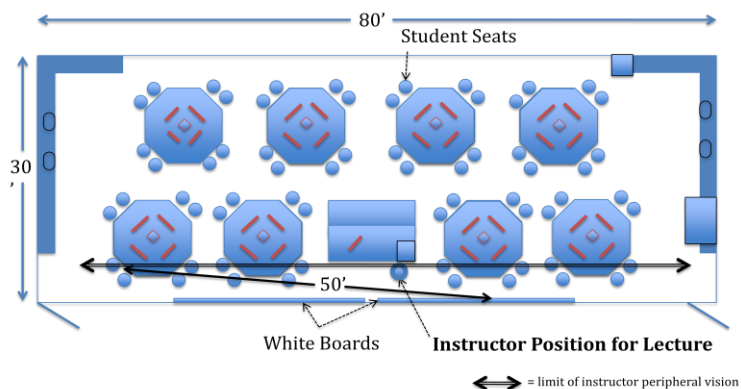 80’
Student Seats
30
’
50’
White Boards
Instructor Position for Lecture
= limit of instructor peripheral vision